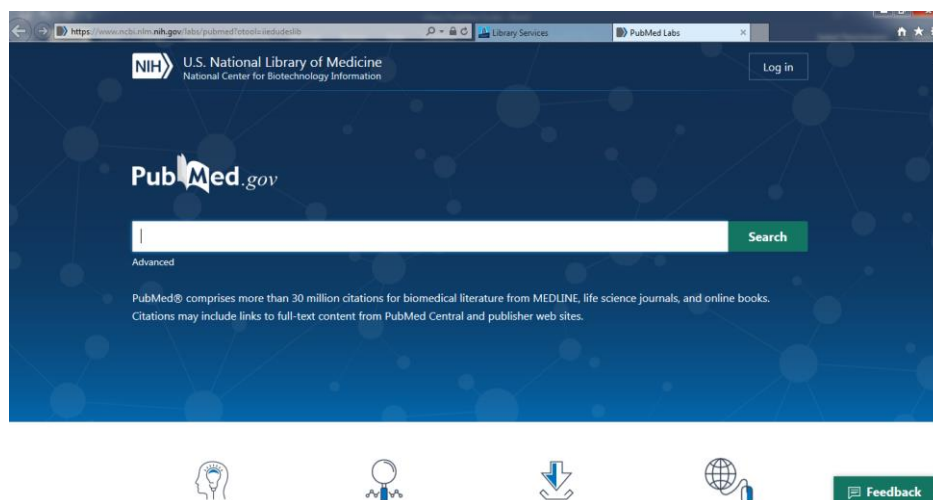 https://www.ncbi.nlm.nih.gov/labs/pubmed?otool=iiedudeslib
Library Services
PubMed Labs
NIH
U.S. National Library of Medicine
National Center for Biotechnology Information
Log in
PubMed.gov
Search
Advanced
PubMed® comprises more than 30 million citations for biomedical literature from MEDLINE, life science journals, and online books.
Citations may include links to full-text content from PubMed Central and publisher web sites.
Feedback